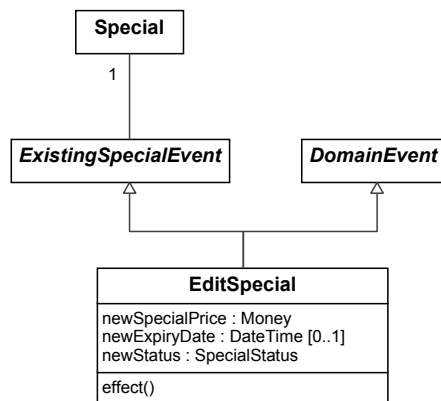 Special
1
ExistingSpecialEvent
DomainEvent
EditSpecial
newSpecialPrice : Money
newExpiryDate : DateTime [0..1]
newStatus : SpecialStatus
effect()